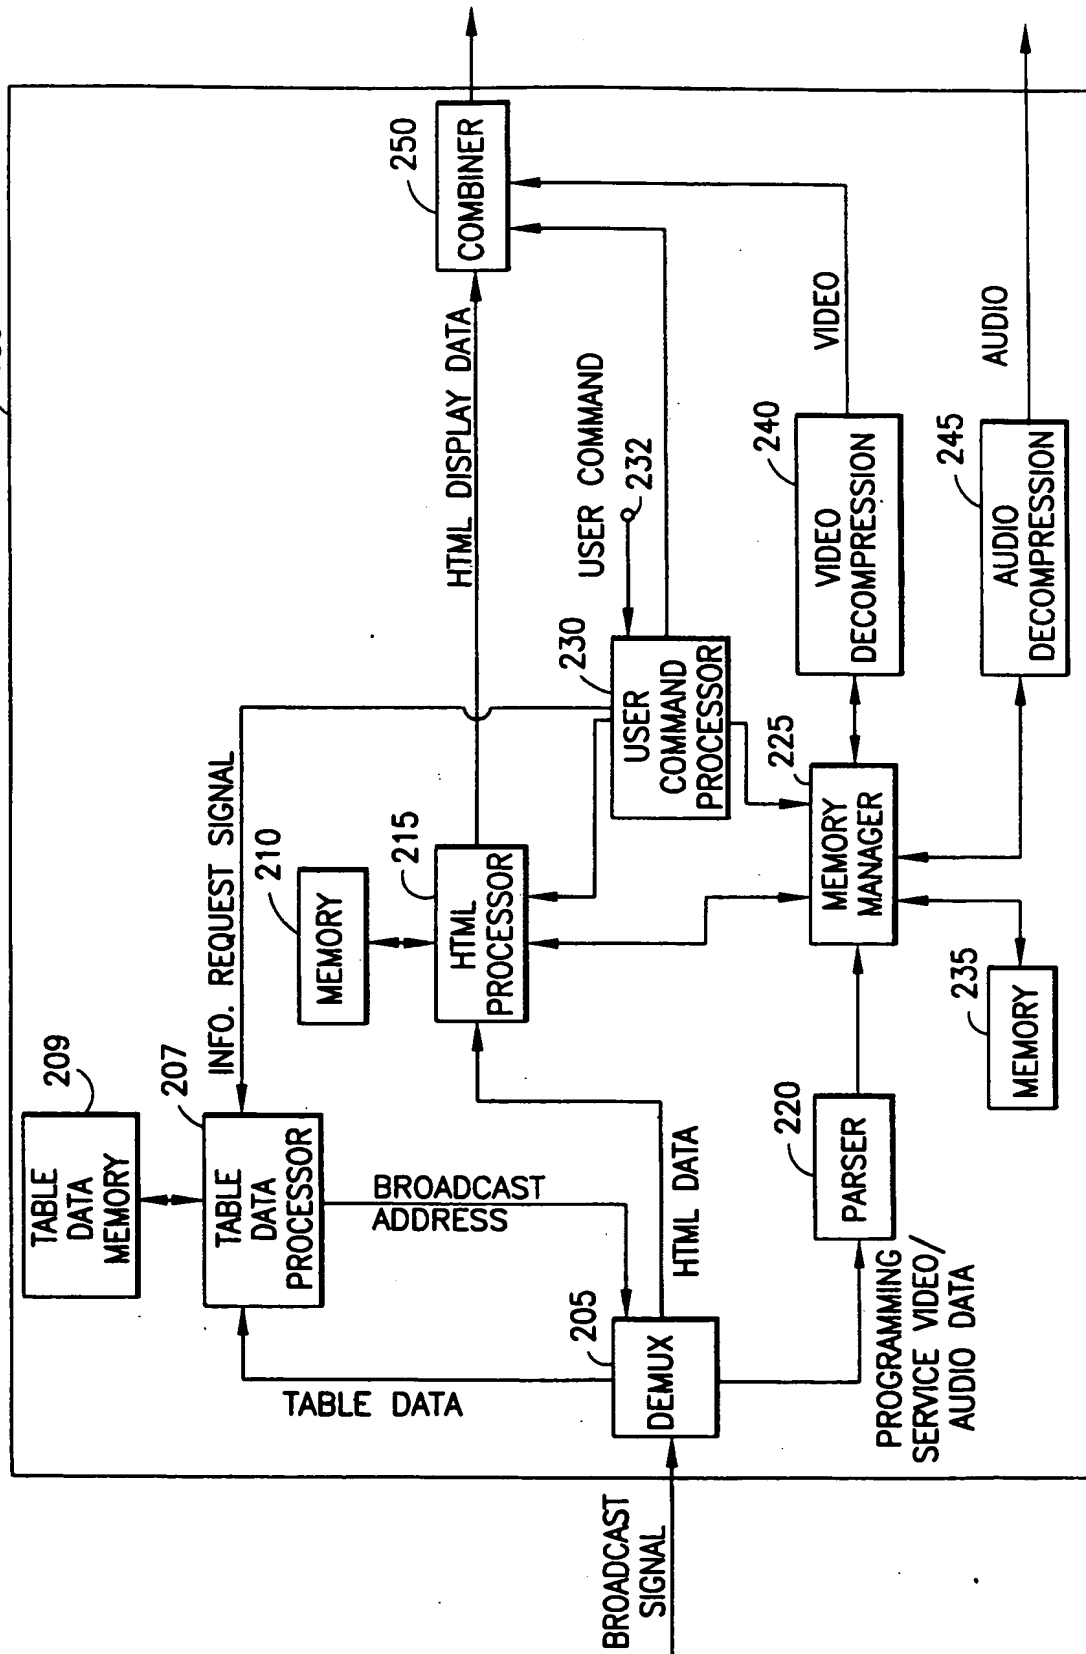 TABLE
DATA
MEMORY
209
TABLE
DATA
PROCESSOR
207
INFO. REQUEST SIGNAL
MEMORY
210
HTML
PROCESSOR
215
HTML DISPLAY DATA
COMBINER
250
BROADCAST
ADDRESS
TABLE DATA
USER COMMAND
232
USER
COMMAND
PROCESSOR
230
BROADCAST
SIGNAL
DEMUX
205
HTML DATA
PARSER
220
PROGRAMMING
SERVICE VIDEO/
AUDIO DATA
MEMORY
MANAGER
225
VIDEO
DECOMPRESSION
240
VIDEO
MEMORY
235
AUDIO
DECOMPRESSION
245
AUDIO